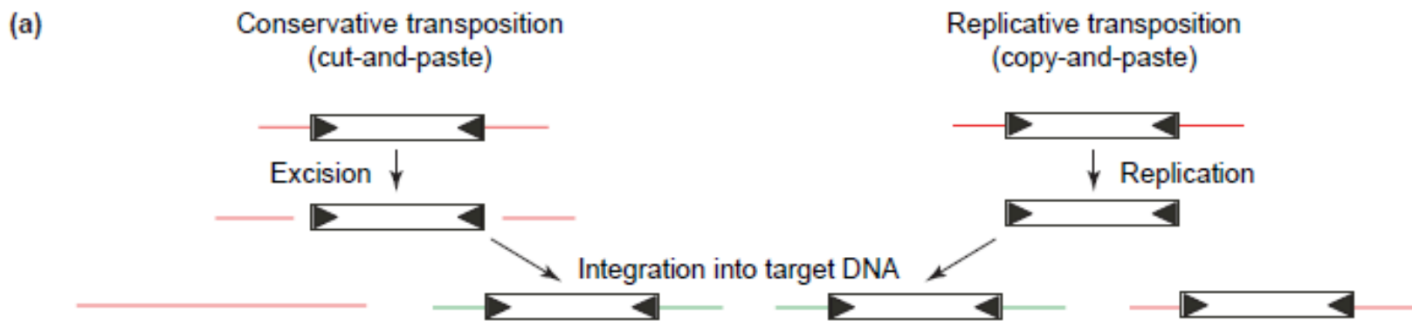 (a)
Conservative transposition
(cut-and-paste)
Replicative transposition
(copy-and-paste)
Excision
Replication
Integration into target DNA